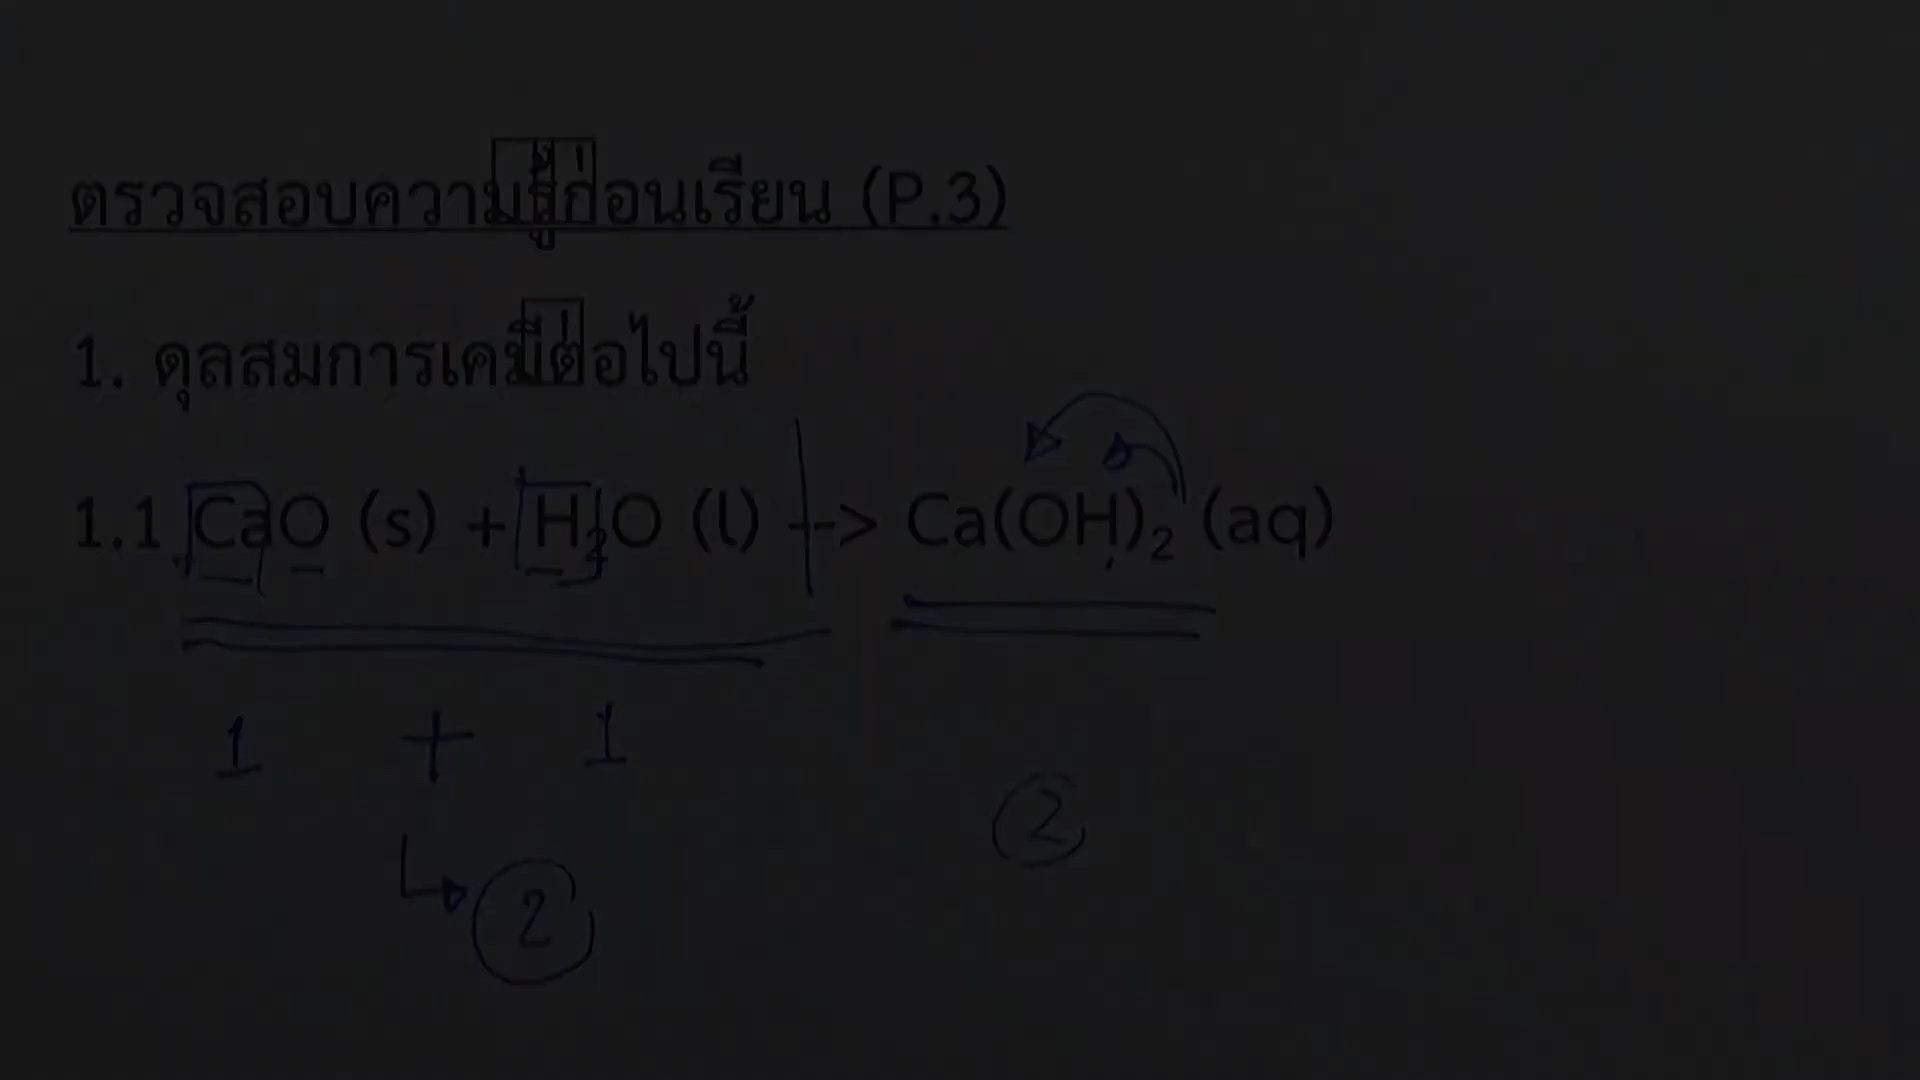 ตรวจสอบความรู้ก่อนเรียน (P.3)
1. ดุลสมการเคมีต่อไปนี้
1.1 CaO (s) + H₂O (l) --> Ca(OH)₂ (aq)
1 + 1
2
2